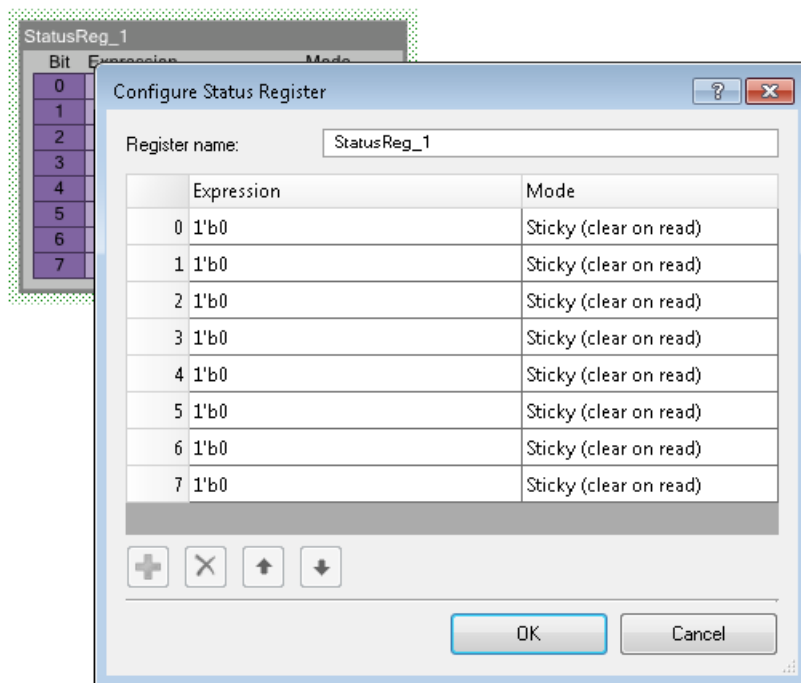 StatusReg_1
Bit Expression Mode
0
1
2
3
4
5
6
7
Configure Status Register
Register name: StatusReg_1
Expression Mode
0 1'b0 Sticky (clear on read)
1 1'b0 Sticky (clear on read)
2 1'b0 Sticky (clear on read)
3 1'b0 Sticky (clear on read)
4 1'b0 Sticky (clear on read)
5 1'b0 Sticky (clear on read)
6 1'b0 Sticky (clear on read)
7 1'b0 Sticky (clear on read)
OK Cancel